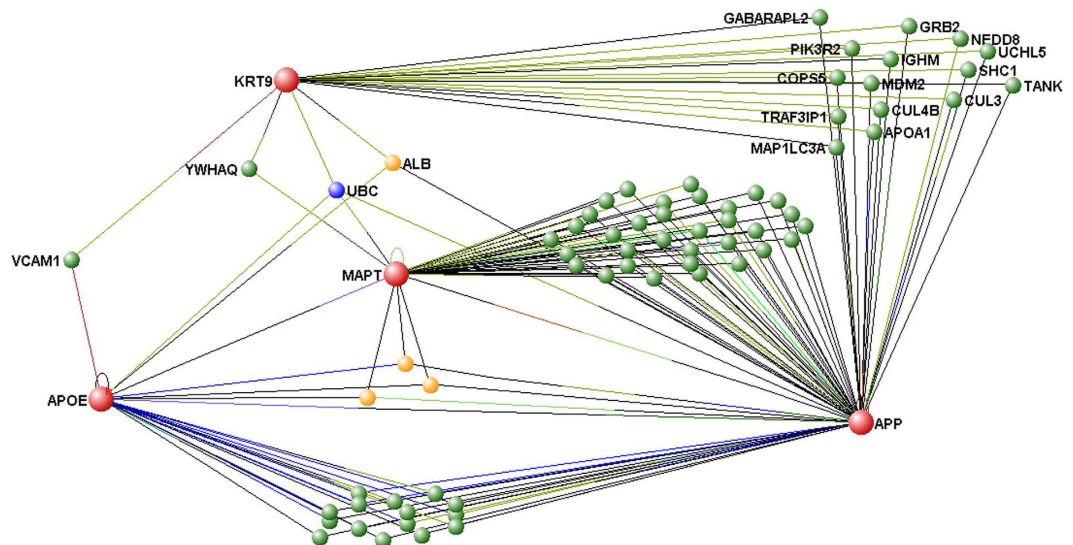 GABARAPL2
GRB2
NEDD8
PIK3R2
UCHL5
IGHM
SHC1
KRT9
COPS5
MDM2
TANK
CUL3
CUL4B
TRAF3IP1
APOA1
MAP1LC3A
ALB
YWHAQ
UBC
VCAM1
MAPT
APOE
APP